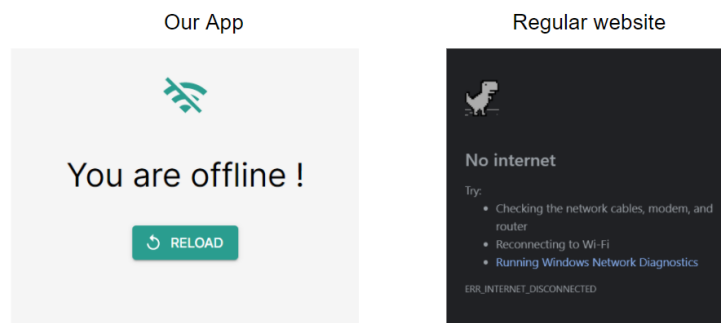 Our App
You are offline !
RELOAD
Regular website
No internet
Try:
Checking the network cables, modem, and
router
Reconnecting to Wi-Fi
Running Windows Network Diagnostics
ERR_INTERNET_DISCONNECTED